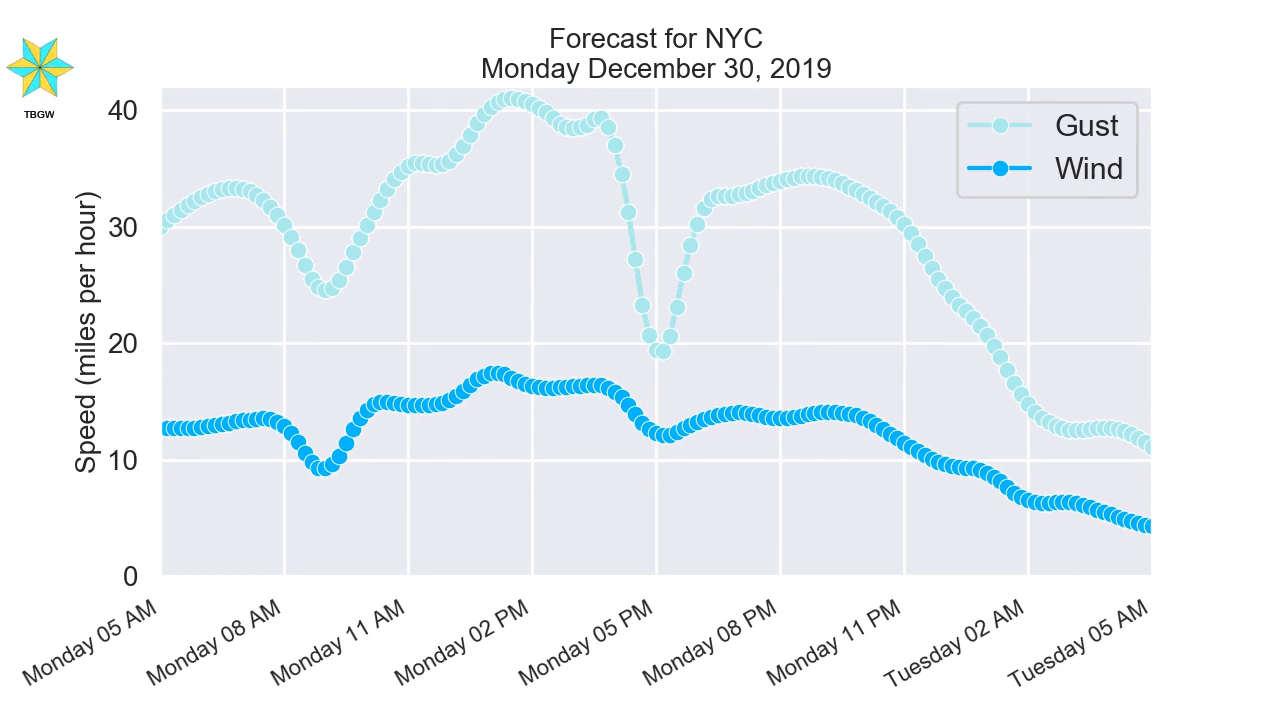 Forecast for NYC
Monday December 30, 2019
TBGW
Gust
Wind
Speed (miles per hour)
40
30
20
10
0
Monday 05 AM
Monday 08 AM
Monday 11 AM
Monday 02 PM
Monday 05 PM
Monday 08 PM
Monday 11 PM
Tuesday 02 AM
Tuesday 05 AM